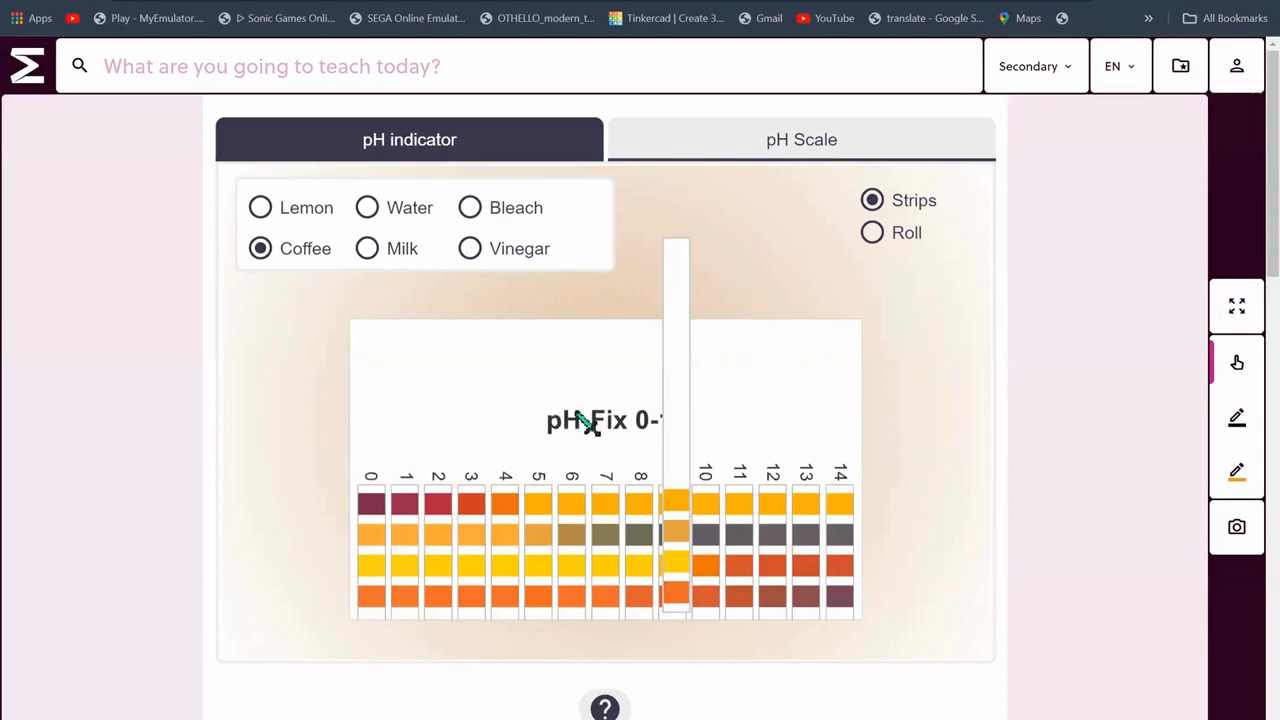 Apps Play - MyEmulator.... ▷ Sonic Games Onli... SEGA Online Emulat... OTHELLO_modern_t... Tinkercad | Create 3... Gmail YouTube translate - Google S... Maps » All Bookmarks
What are you going to teach today? Secondary EN
pH indicator pH Scale
Lemon Water Bleach Strips
Coffee Milk Vinegar Roll
pH-Fix 0-
0 1 2 3 4 5 6 7 8 10 11 12 13 14
?